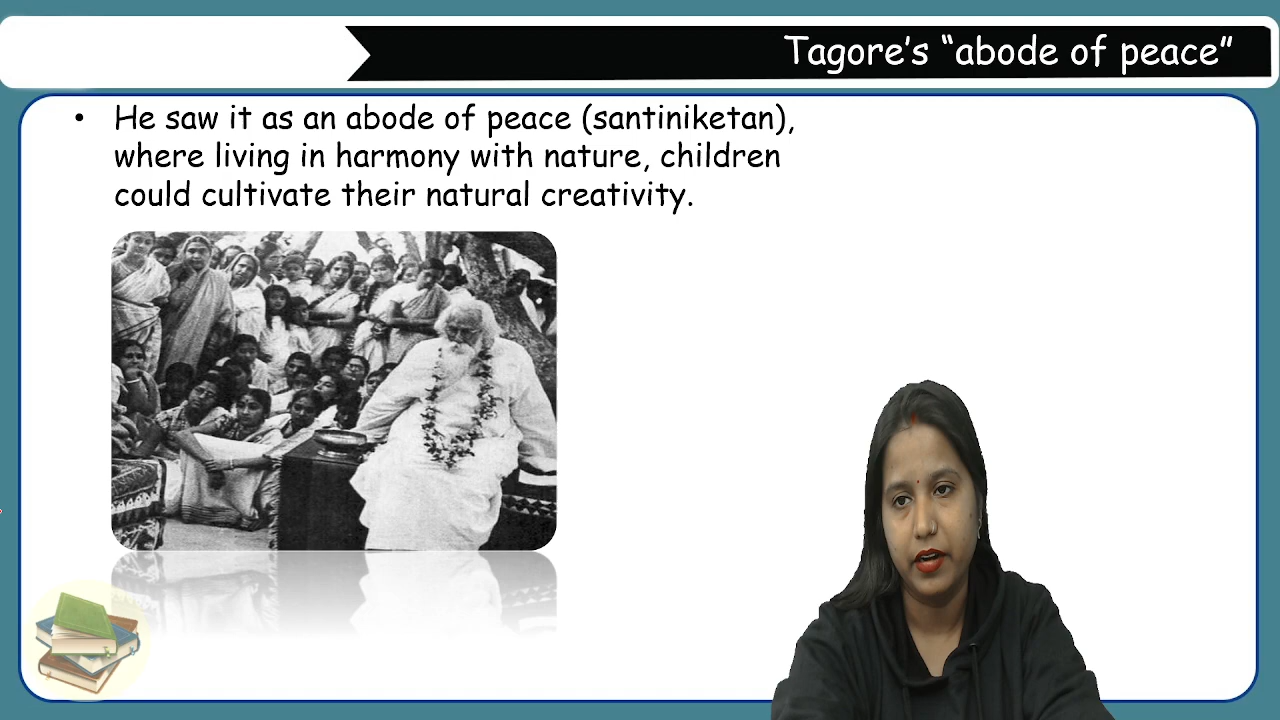 Tagore's “abode of peace”
• He saw it as an abode of peace (santiniketan),
where living in harmony with nature, children
could cultivate their natural creativity.